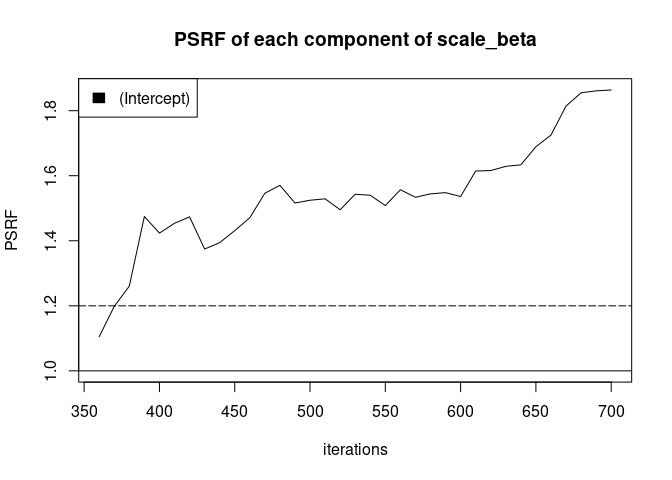 PSRF of each component of scale_beta
(Intercept)
PSRF
1.8
1.6
1.4
1.2
1.0
350 400 450 500 550 600 650 700
iterations